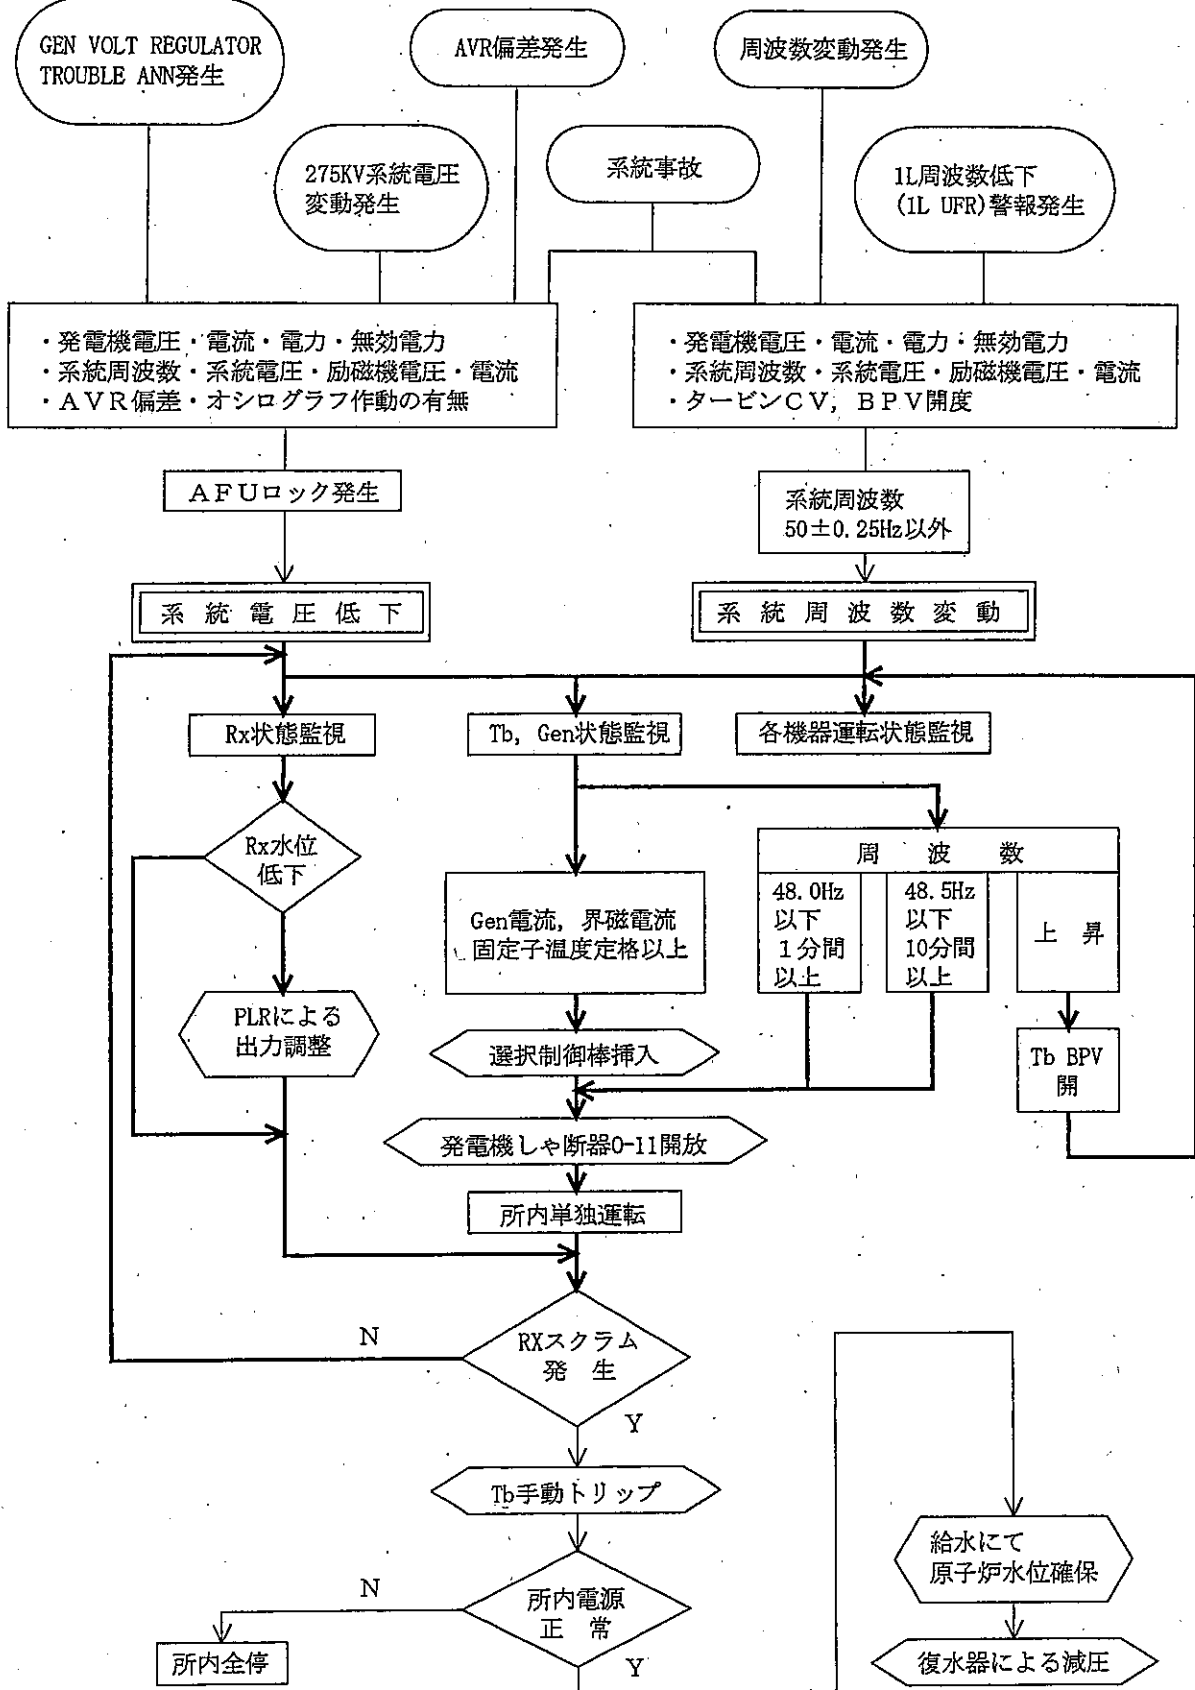 GEN VOLT REGULATOR
TROUBLE ANN発生
AVR偏差発生
周波数変動発生
275KV系統電圧
変動発生
系統事故
1L周波数低下
(1L UFR)警報発生
・発電機電圧・電流・電力・無効電力
・系統周波数・系統電圧・励磁機電圧・電流
・AVR偏差・オシログラフ作動の有無
・発電機電圧・電流・電力・無効電力
・系統周波数・系統電圧・励磁機電圧・電流
・タービンCV, BPV開度
AFUロック発生
系統周波数
50±0.25Hz以外
系統電圧低下
系統周波数変動
Rx状態監視
Tb, Gen状態監視
各機器運転状態監視
Rx水位
低下
周波数
48.0Hz
以下
1分間
以上
48.5Hz
以下
10分間
以上
上昇
Gen電流, 界磁電流
固定子温度定格以上
PLRによる
出力調整
選択制御棒挿入
Tb BPV
開
発電機しゃ断器0-11開放
所内単独運転
RXスクラム
発生
N
Y
Tb手動トリップ
給水にて
原子炉水位確保
所内電源
正常
N
Y
所内全停
復水器による減圧